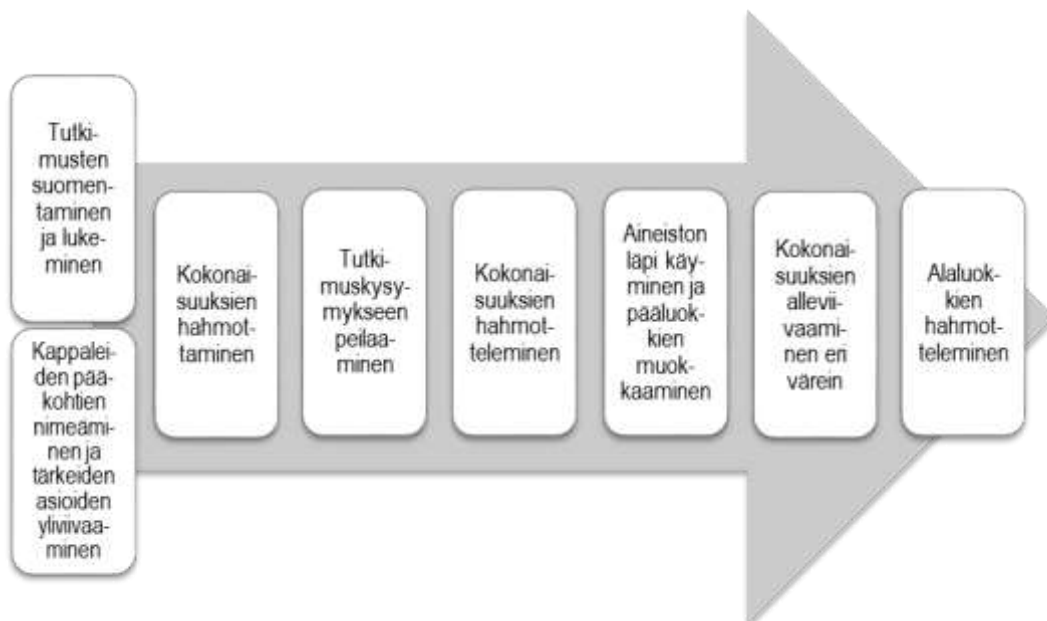 Tutki-
musten
suomen-
taminen
ja luke-
minen
Kappalei-
den pää-
kohtien
nimeämi-
nen ja
tärkeiden
asioiden
yliviivaa-
minen
Kokonai-
suuksien
hahmot-
taminen
Tutki-
muskysy-
mykseen
peilaa-
minen
Kokonai-
suuksien
hahmot-
teleminen
Aineiston
läpi käy-
minen ja
pääluok-
kien
muok-
kaaminen
Kokonai-
suuksien
allevii-
vaami-
nen eri
värein
Alaluok-
kien
hahmot-
teleminen